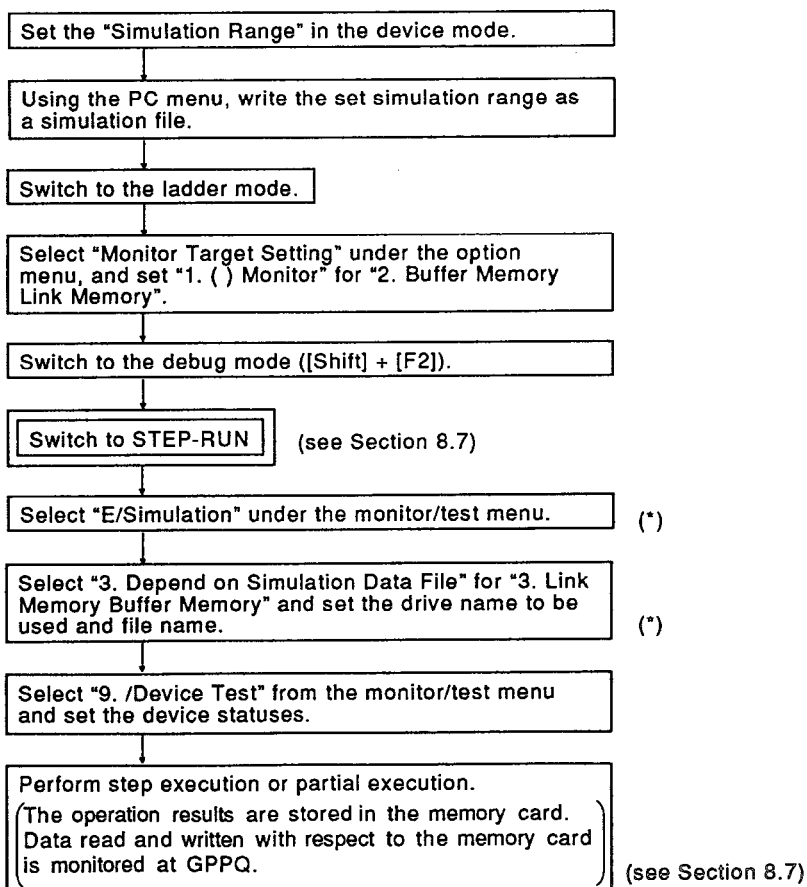 Set the “Simulation Range” in the device mode.
Using the PC menu, write the set simulation range as
a simulation file.
Switch to the ladder mode.
Select “Monitor Target Setting” under the option
menu, and set “1. ( ) Monitor” for “2. Buffer Memory
Link Memory”.
Switch to the debug mode ([Shift] + [F2]).
Switch to STEP-RUN (see Section 8.7)
Select “E/Simulation” under the monitor/test menu. (*)
Select “3. Depend on Simulation Data File” for “3. Link
Memory Buffer Memory” and set the drive name to be
used and file name. (*)
Select “9. /Device Test” from the monitor/test menu
and set the device statuses.
Perform step execution or partial execution.
(The operation results are stored in the memory card.
Data read and written with respect to the memory card
is monitored at GPPQ.) (see Section 8.7)